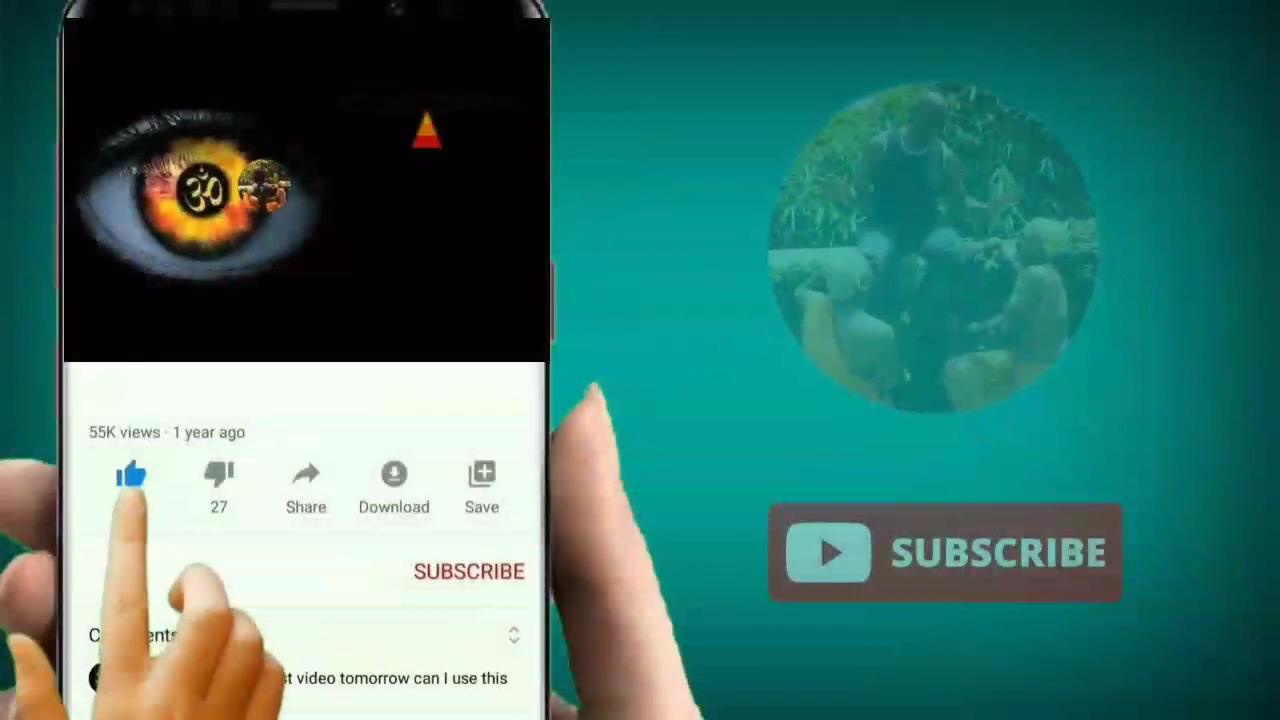 ॐ
55K views · 1 year ago
27
Share
Download
Save
SUBSCRIBE
st video tomorrow can I use this
SUBSCRIBE